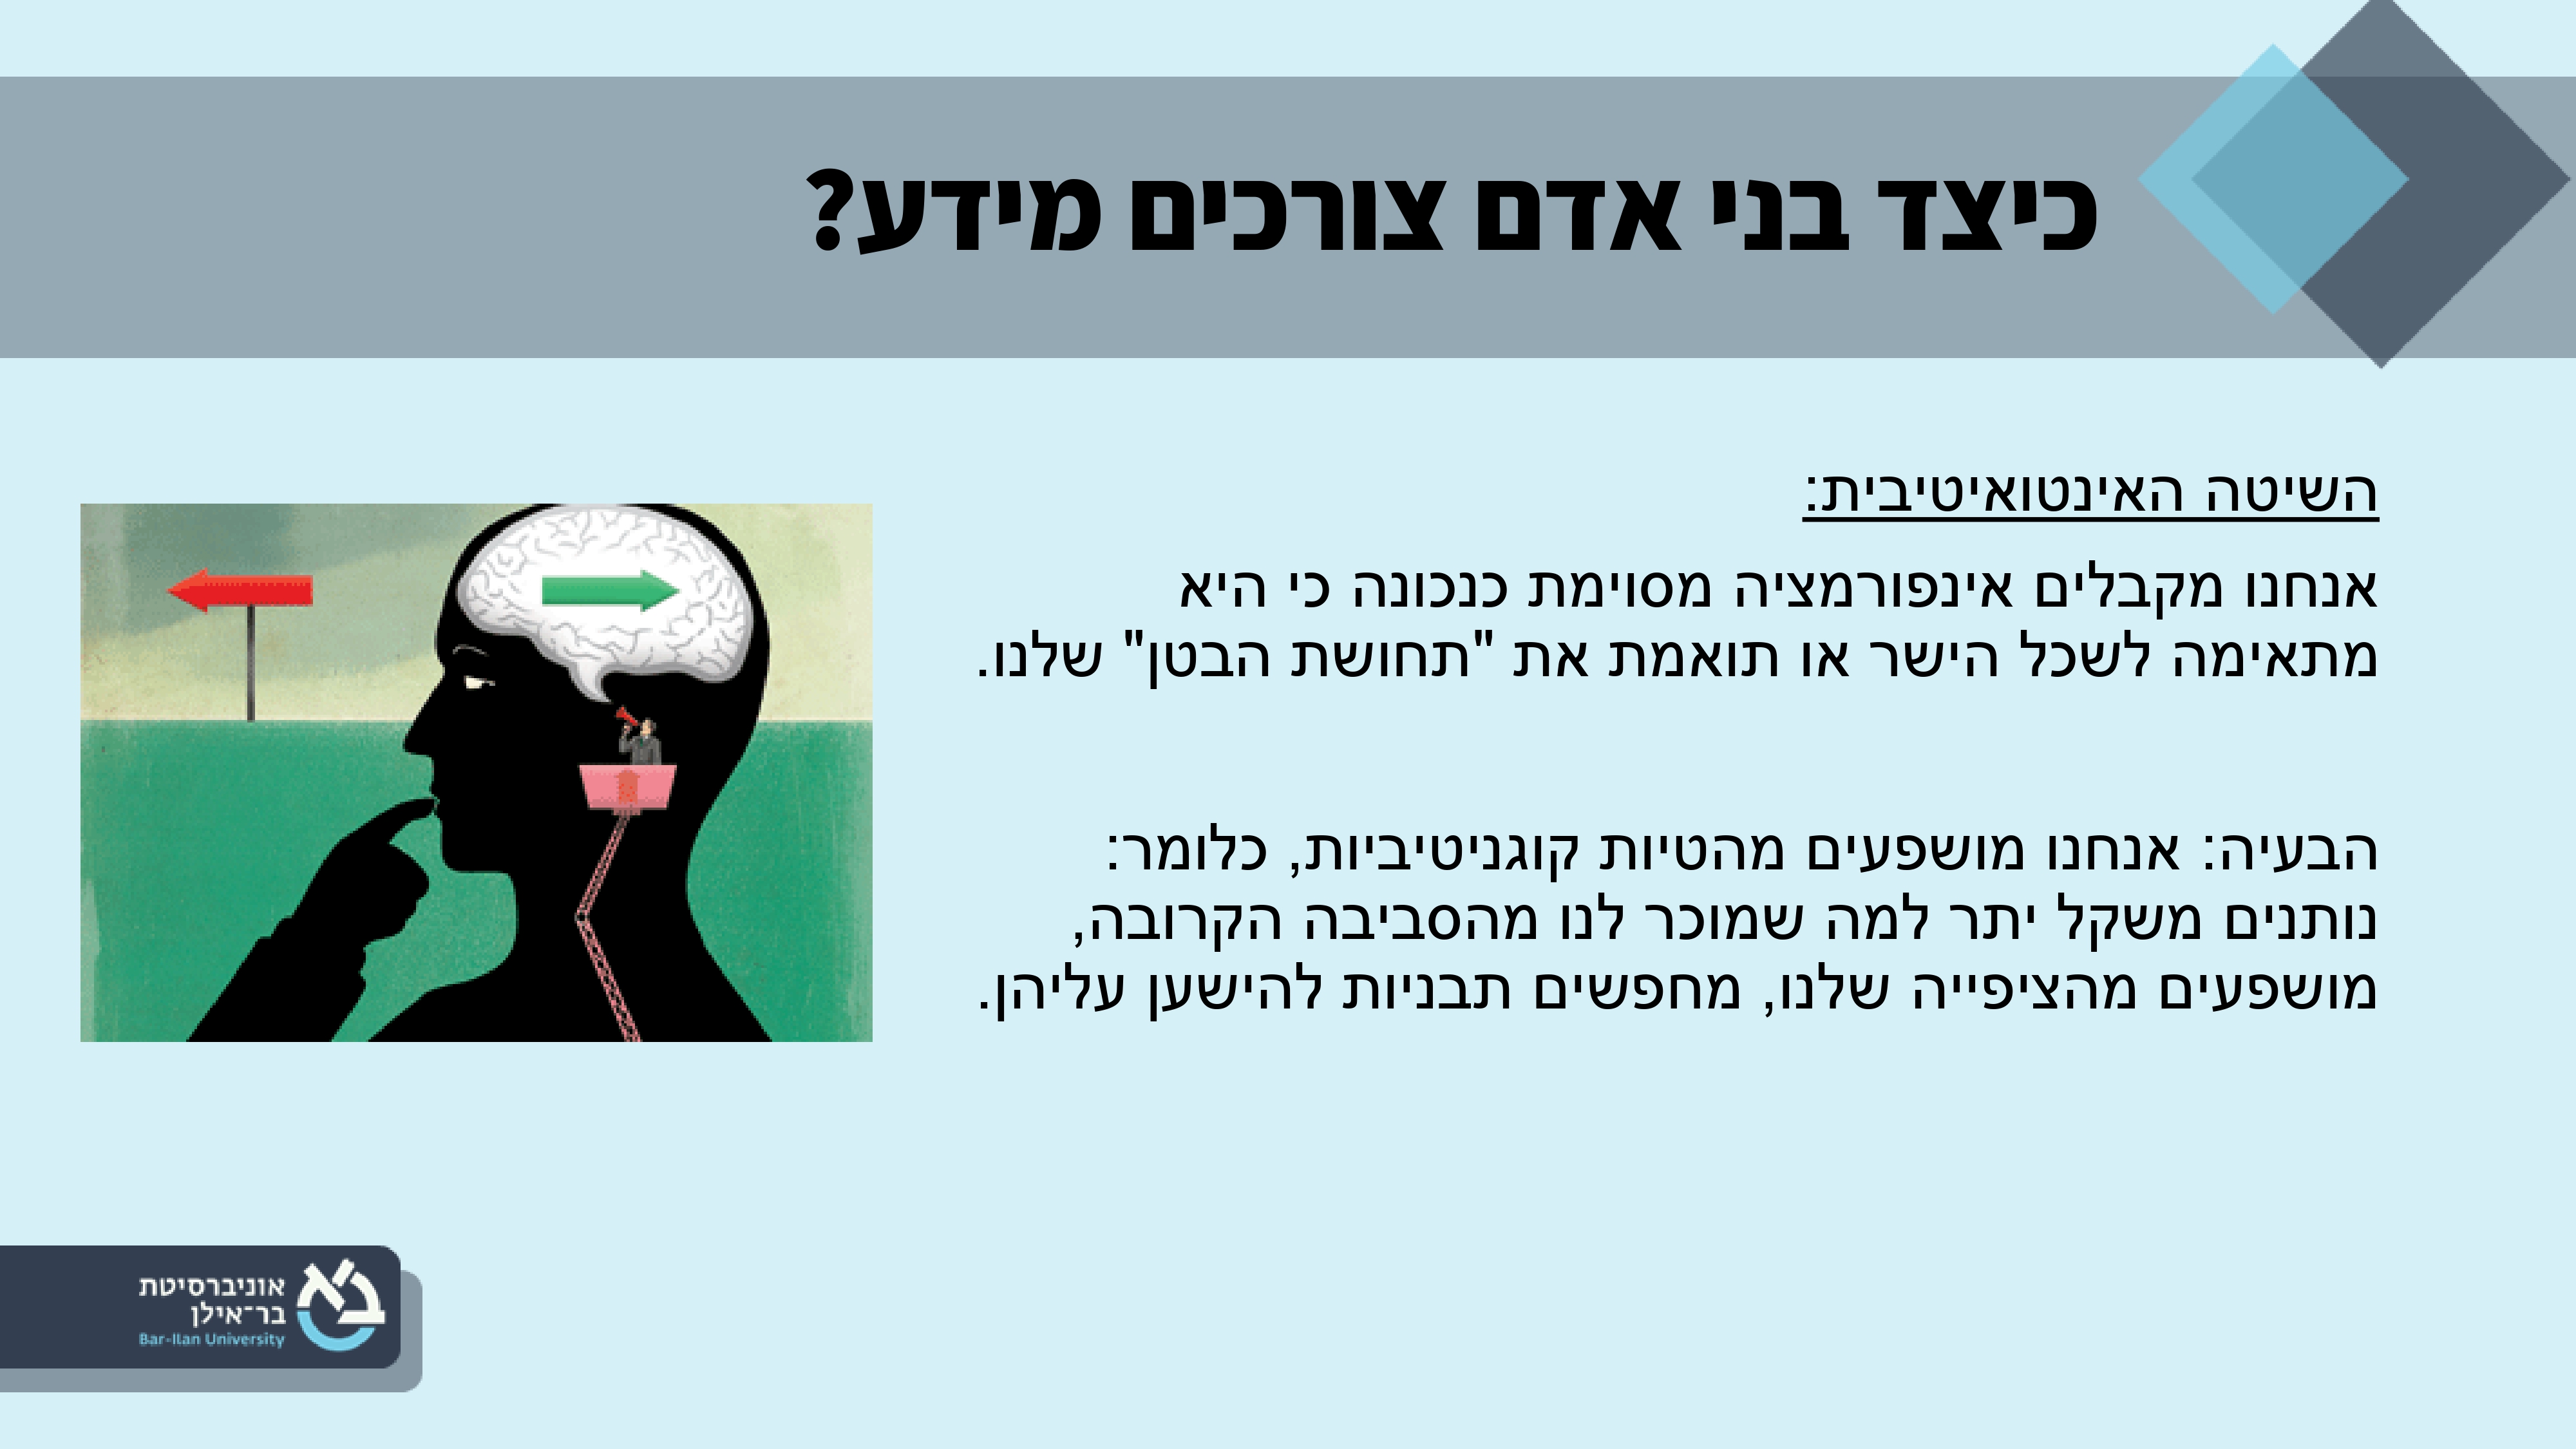 כיצד בני אדם צורכים מידע?
השיטה האינטואיטיבית:
אנחנו מקבלים אינפורמציה מסוימת כנכונה כי היא
מתאימה לשכל הישר או תואמת את "תחושת הבטן" שלנו.
הבעיה: אנחנו מושפעים מהטיות קוגניטיביות, כלומר:
נותנים משקל יתר למה שמוכר לנו מהסביבה הקרובה,
מושפעים מהציפייה שלנו, מחפשים תבניות להישען עליהן.
אוניברסיטת
בר־אילן
Bar-Ilan University